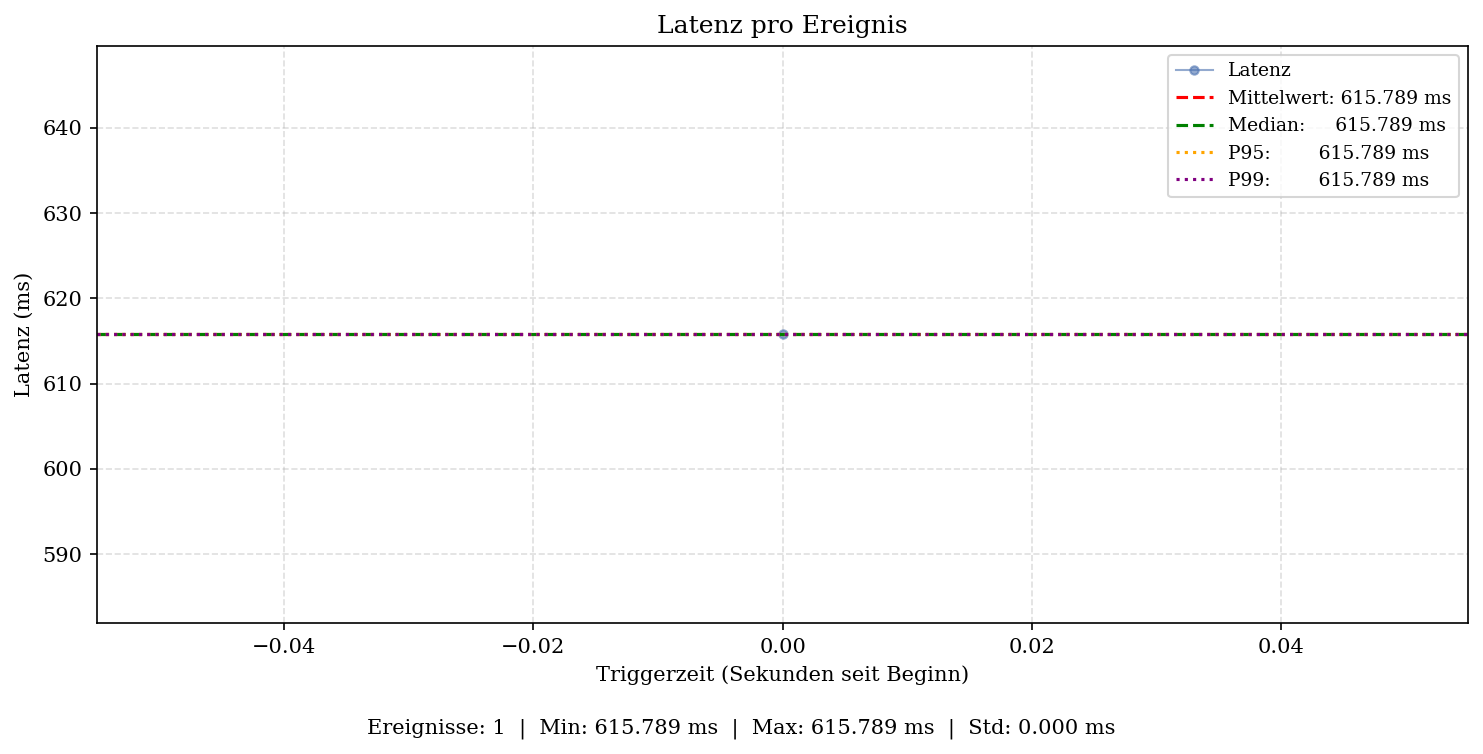 Latenz pro Ereignis
Latenz
Mittelwert: 615.789 ms
Median: 615.789 ms
P95: 615.789 ms
P99: 615.789 ms
Latenz (ms)
640
630
620
610
600
590
−0.04 −0.02 0.00 0.02 0.04
Triggerzeit (Sekunden seit Beginn)
Ereignisse: 1 | Min: 615.789 ms | Max: 615.789 ms | Std: 0.000 ms